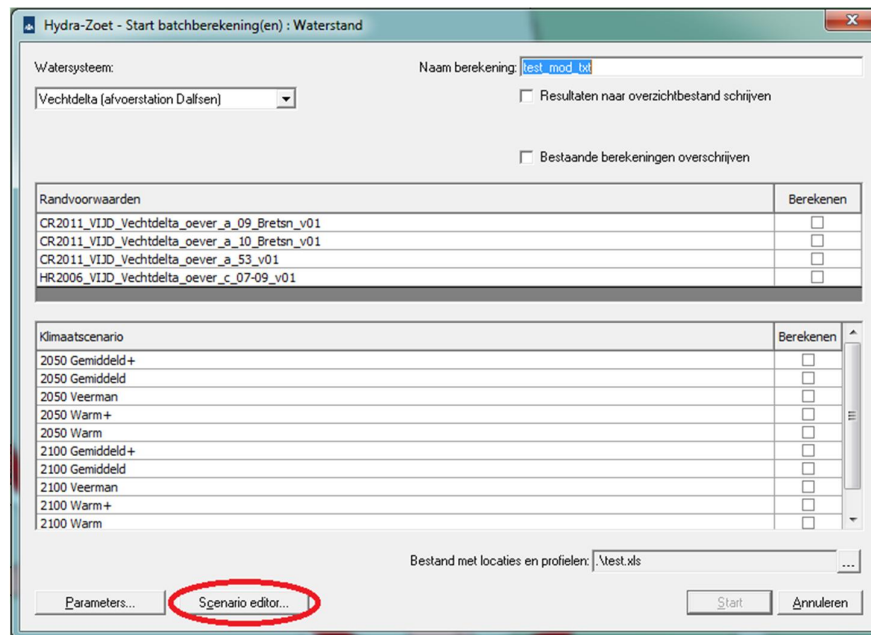 Hydra-Zoet - Start batchberekening(en) : Waterstand
Watersysteem:
Naam berekening: test_mod_txt
Vechtdelta (afvoerstation Dalfsen)
Resultaten naar overzichtbestand schrijven
Bestaande berekeningen overschrijven
Randvoorwaarden Berekenen
CR2011_VIJD_Vechtdelta_oever_a_09_Bretsn_v01
CR2011_VIJD_Vechtdelta_oever_a_10_Bretsn_v01
CR2011_VIJD_Vechtdelta_oever_a_53_v01
HR2006_VIJD_Vechtdelta_oever_c_07-09_v01
Klimaatscenario Berekenen
2050 Gemiddeld+
2050 Gemiddeld
2050 Veerman
2050 Warm+
2050 Warm
2100 Gemiddeld+
2100 Gemiddeld
2100 Veerman
2100 Warm+
2100 Warm
Bestand met locaties en profielen: .\test.xls ...
Parameters... Scenario editor... Start Annuleren